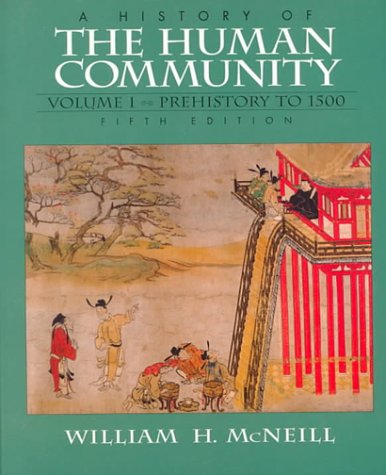 A HISTORY OF
THE HUMAN
COMMUNITY
VOLUME I PREHISTORY TO 1500
FIFTH EDITION
WILLIAM H. McNEILL